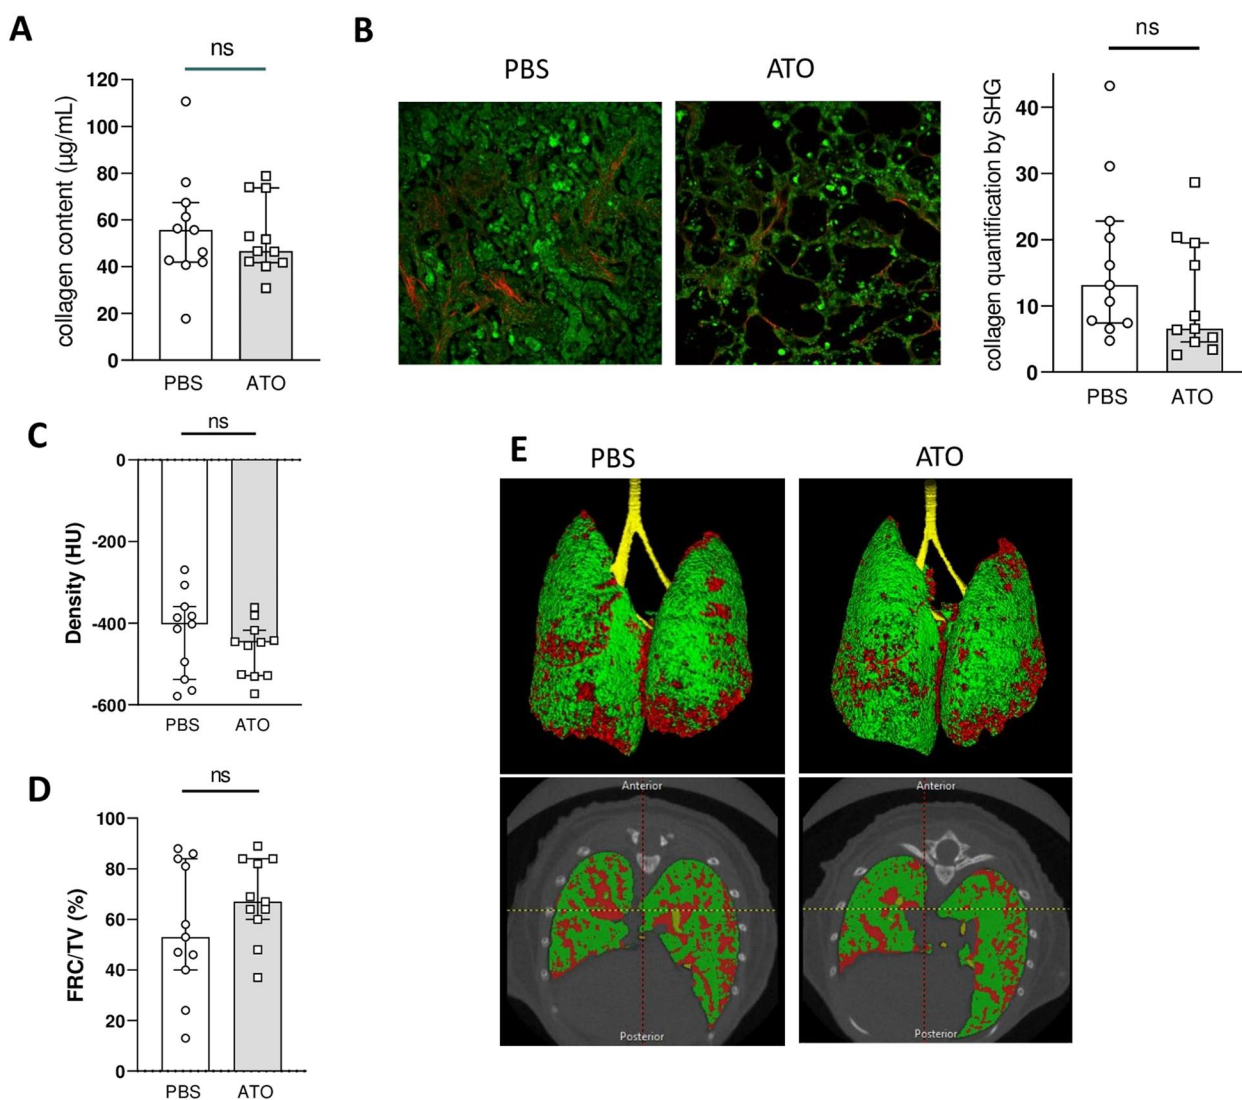 A
ns
collagen content (µg/mL)
120
100
80
60
40
20
0
PBS
ATO
B
PBS
ATO
ns
collagen quantification by SHG
40
30
20
10
0
PBS
ATO
C
ns
Density (HU)
0
-200
-400
-600
PBS
ATO
D
ns
FRC/TV (%)
100
80
60
40
20
0
PBS
ATO
E
PBS
ATO
Anterior
Posterior
Anterior
Posterior